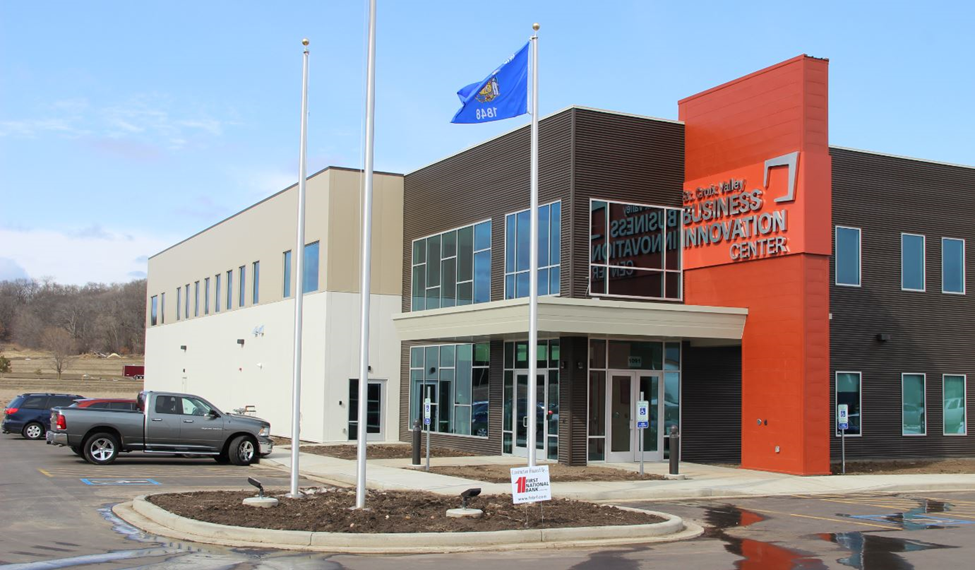 1848
St. Croix Valley
BUSINESS
INNOVATION
CENTER
FIRST
NATIONAL
BANK